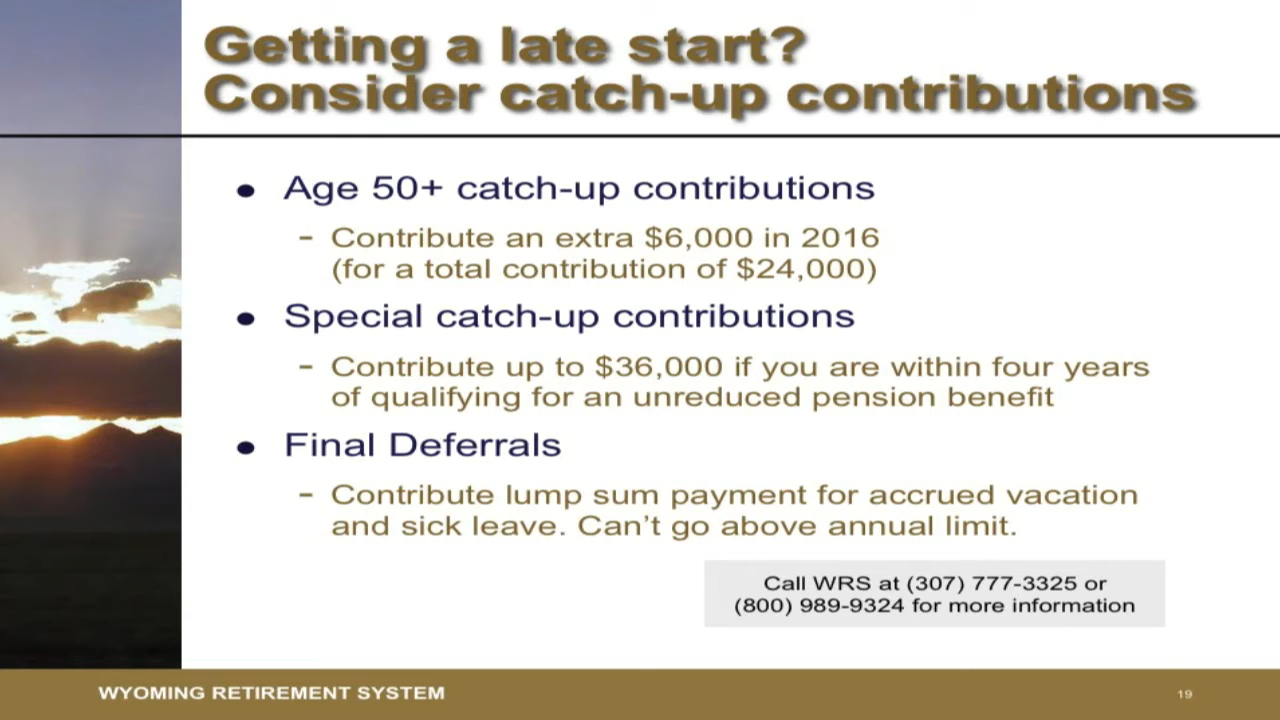 Getting a late start?
Consider catch-up contributions
• Age 50+ catch-up contributions
– Contribute an extra $6,000 in 2016
(for a total contribution of $24,000)
• Special catch-up contributions
– Contribute up to $36,000 if you are within four years
of qualifying for an unreduced pension benefit
• Final Deferrals
– Contribute lump sum payment for accrued vacation
and sick leave. Can’t go above annual limit.
Call WRS at (307) 777-3325 or
(800) 989-9324 for more information
WYOMING RETIREMENT SYSTEM
19